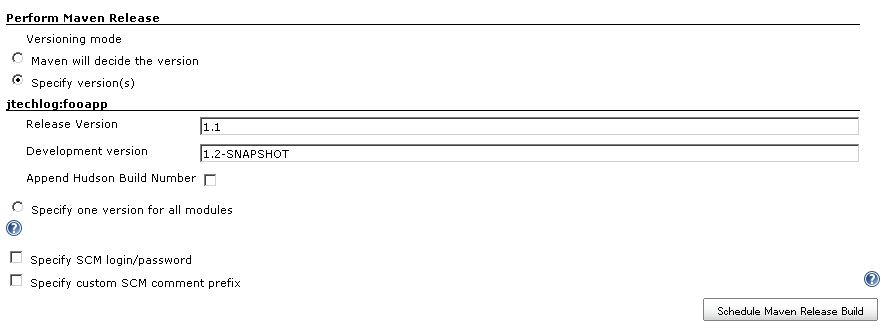 Perform Maven Release
Versioning mode
Maven will decide the version
Specify version(s)
jtechlog:fooapp
Release Version 1.1
Development version 1.2-SNAPSHOT
Append Hudson Build Number
Specify one version for all modules
?
Specify SCM login/password
Specify custom SCM comment prefix
?
Schedule Maven Release Build